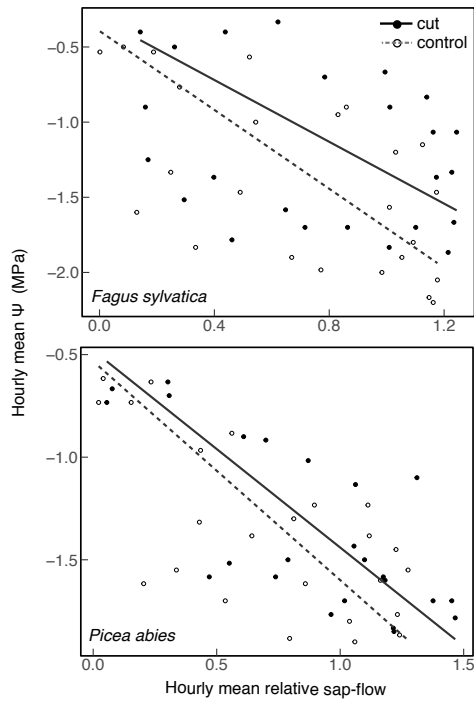 cut
control
−0.5
−1.0
−1.5
−2.0
Fagus sylvatica
0.0
0.4
0.8
1.2
Hourly mean Ψ (MPa)
−0.5
−1.0
−1.5
Picea abies
0.0
0.5
1.0
1.5
Hourly mean relative sap-flow